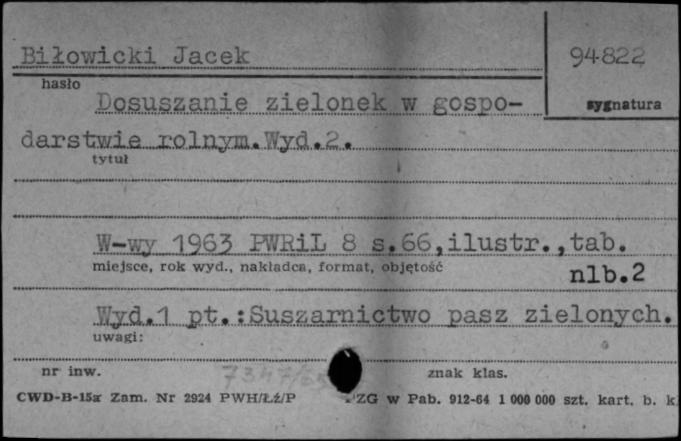 Biłowicki Jacek
94822
hasło
Dosuszanie zielonek w gospo-
sygnatura
darstwie rolnym.Wyd.2.
tytuł
W-wy 1963 PWRiL 8 s.66,ilustr.,tab.
miejsce, rok wyd., nakładca, format, objętość
nlb.2
Wyd.1 pt.:Suszarnictwo pasz zielonych.
uwagi:
nr inw.
znak klas.
CWD-B-15a Zam. Nr 2924 PWH/Łź/P
PZG w Pab. 912-64 1 000 000 szt. kart. b. k